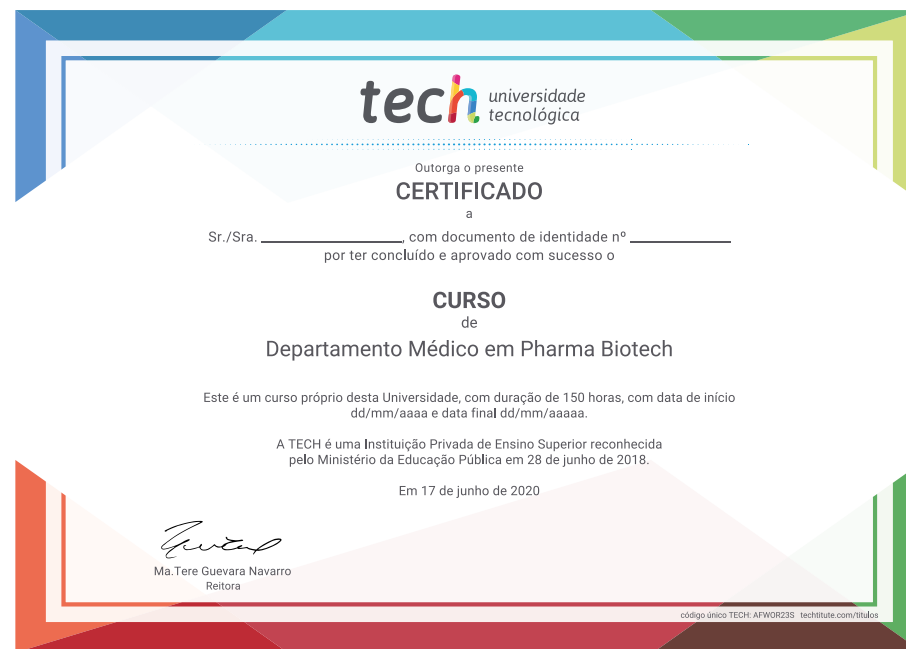 tech universidade
tecnológica
Outorga o presente
CERTIFICADO
a
Sr./Sra. ____________, com documento de identidade nº ____________
por ter concluído e aprovado com sucesso o
CURSO
de
Departamento Médico em Pharma Biotech
Este é um curso próprio desta Universidade, com duração de 150 horas, com data de início
dd/mm/aaaa e data final dd/mm/aaaaa.
A TECH é uma Instituição Privada de Ensino Superior reconhecida
pelo Ministério da Educação Pública em 28 de junho de 2018.
Em 17 de junho de 2020
Ma.Tere Guevara Navarro
Reitora
código único TECH: AFWOR23S techtitute.com/titulos